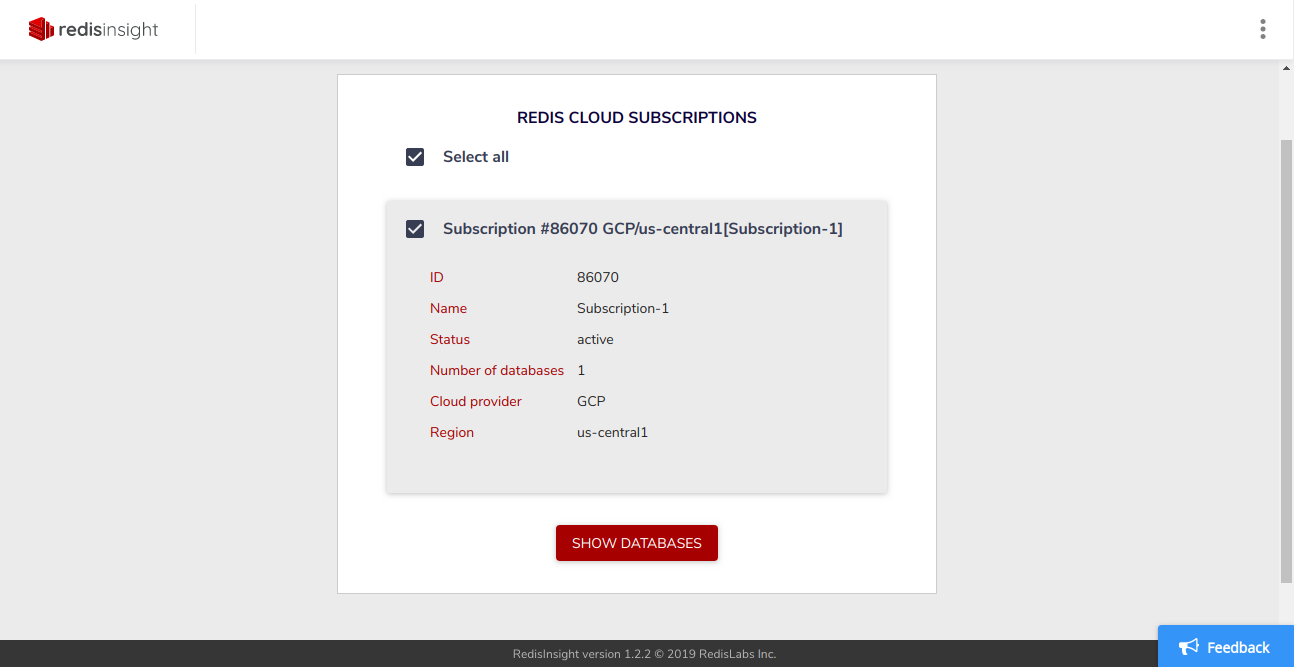 redisinsight
REDIS CLOUD SUBSCRIPTIONS
Select all
Subscription #86070 GCP/us-central1[Subscription-1]
ID 86070
Name Subscription-1
Status active
Number of databases 1
Cloud provider GCP
Region us-central1
SHOW DATABASES
RedisInsight version 1.2.2 © 2019 RedisLabs Inc.
Feedback